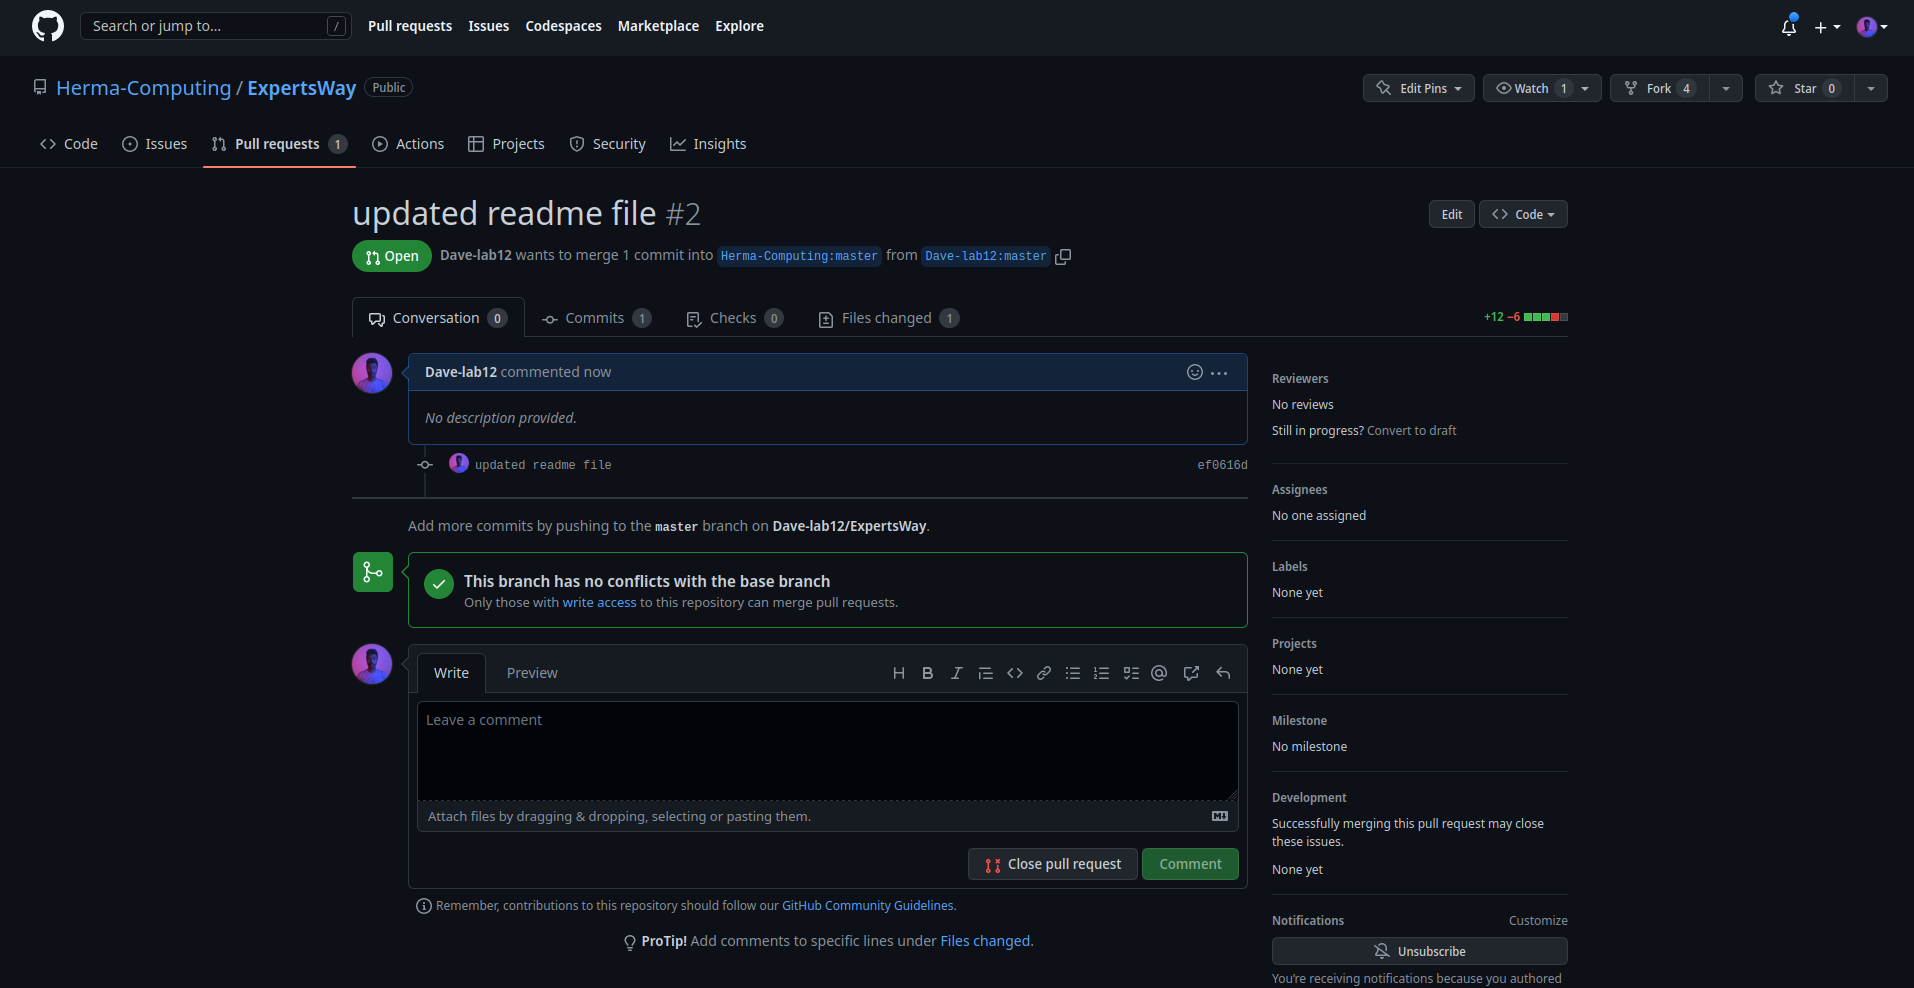 Search or jump to... /
Pull requests Issues Codespaces Marketplace Explore
Herma-Computing / ExpertsWay Public
Edit Pins Watch 1 Fork 4 Star 0
Code Issues Pull requests 1 Actions Projects Security Insights
updated readme file #2
Edit Code
Open Dave-lab12 wants to merge 1 commit into Herma-Computing:master from Dave-lab12:master
Conversation 0 Commits 1 Checks 0 Files changed 1
+12 −6
Dave-lab12 commented now
No description provided.
updated readme file ef0616d
Add more commits by pushing to the master branch on Dave-lab12/ExpertsWay.
This branch has no conflicts with the base branch
Only those with write access to this repository can merge pull requests.
Write Preview
Leave a comment
Attach files by dragging & dropping, selecting or pasting them.
Close pull request Comment
Remember, contributions to this repository should follow our GitHub Community Guidelines.
ProTip! Add comments to specific lines under Files changed.
Reviewers
No reviews
Still in progress? Convert to draft
Assignees
No one assigned
Labels
None yet
Projects
None yet
Milestone
No milestone
Development
Successfully merging this pull request may close
these issues.
None yet
Notifications Customize
Unsubscribe
You're receiving notifications because you authored